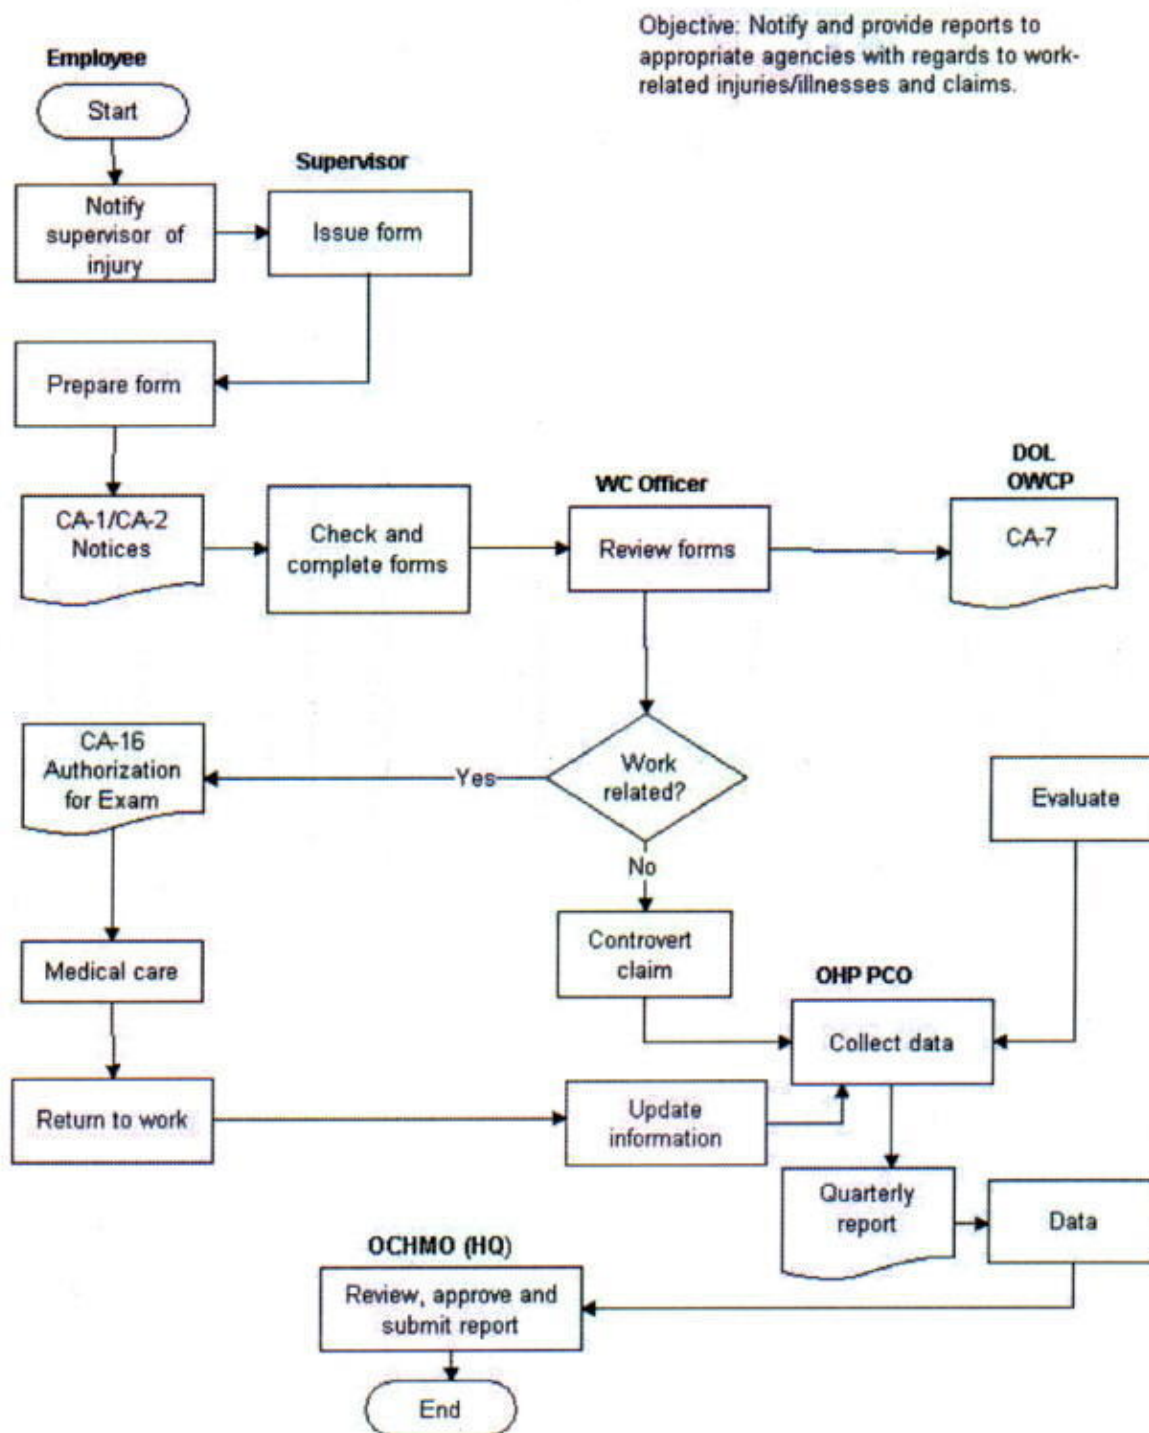 Objective: Notify and provide reports to
appropriate agencies with regards to work-
related injuries/illnesses and claims.
Employee
Start
Supervisor
Notify
supervisor of
injury
Issue form
Prepare form
CA-1/CA-2
Notices
Check and
complete forms
WC Officer
Review forms
DOL
OWCP
CA-7
CA-16
Authorization
for Exam
Yes
Work
related?
Evaluate
No
Controvert
claim
Medical care
OHP PCO
Collect data
Return to work
Update
information
Quarterly
report
Data
OCHMO (HQ)
Review, approve and
submit report
End